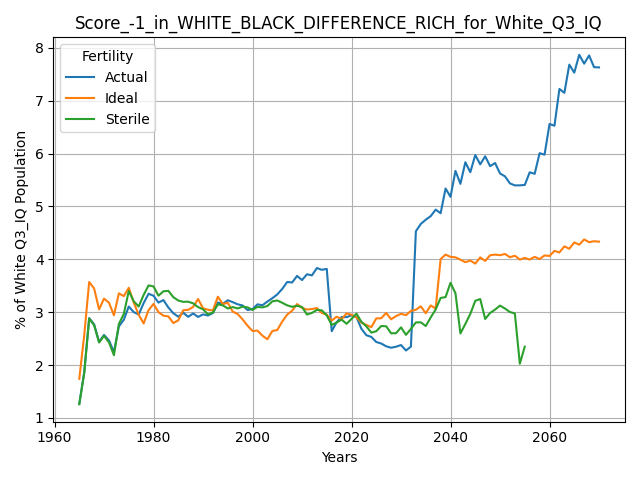 Score_-1_in_WHITE_BLACK_DIFFERENCE_RICH_for_White_Q3_IQ
Fertility
Actual
Ideal
Sterile
% of White Q3_IQ Population
8
7
6
5
4
3
2
1
1960 1980 2000 2020 2040 2060
Years